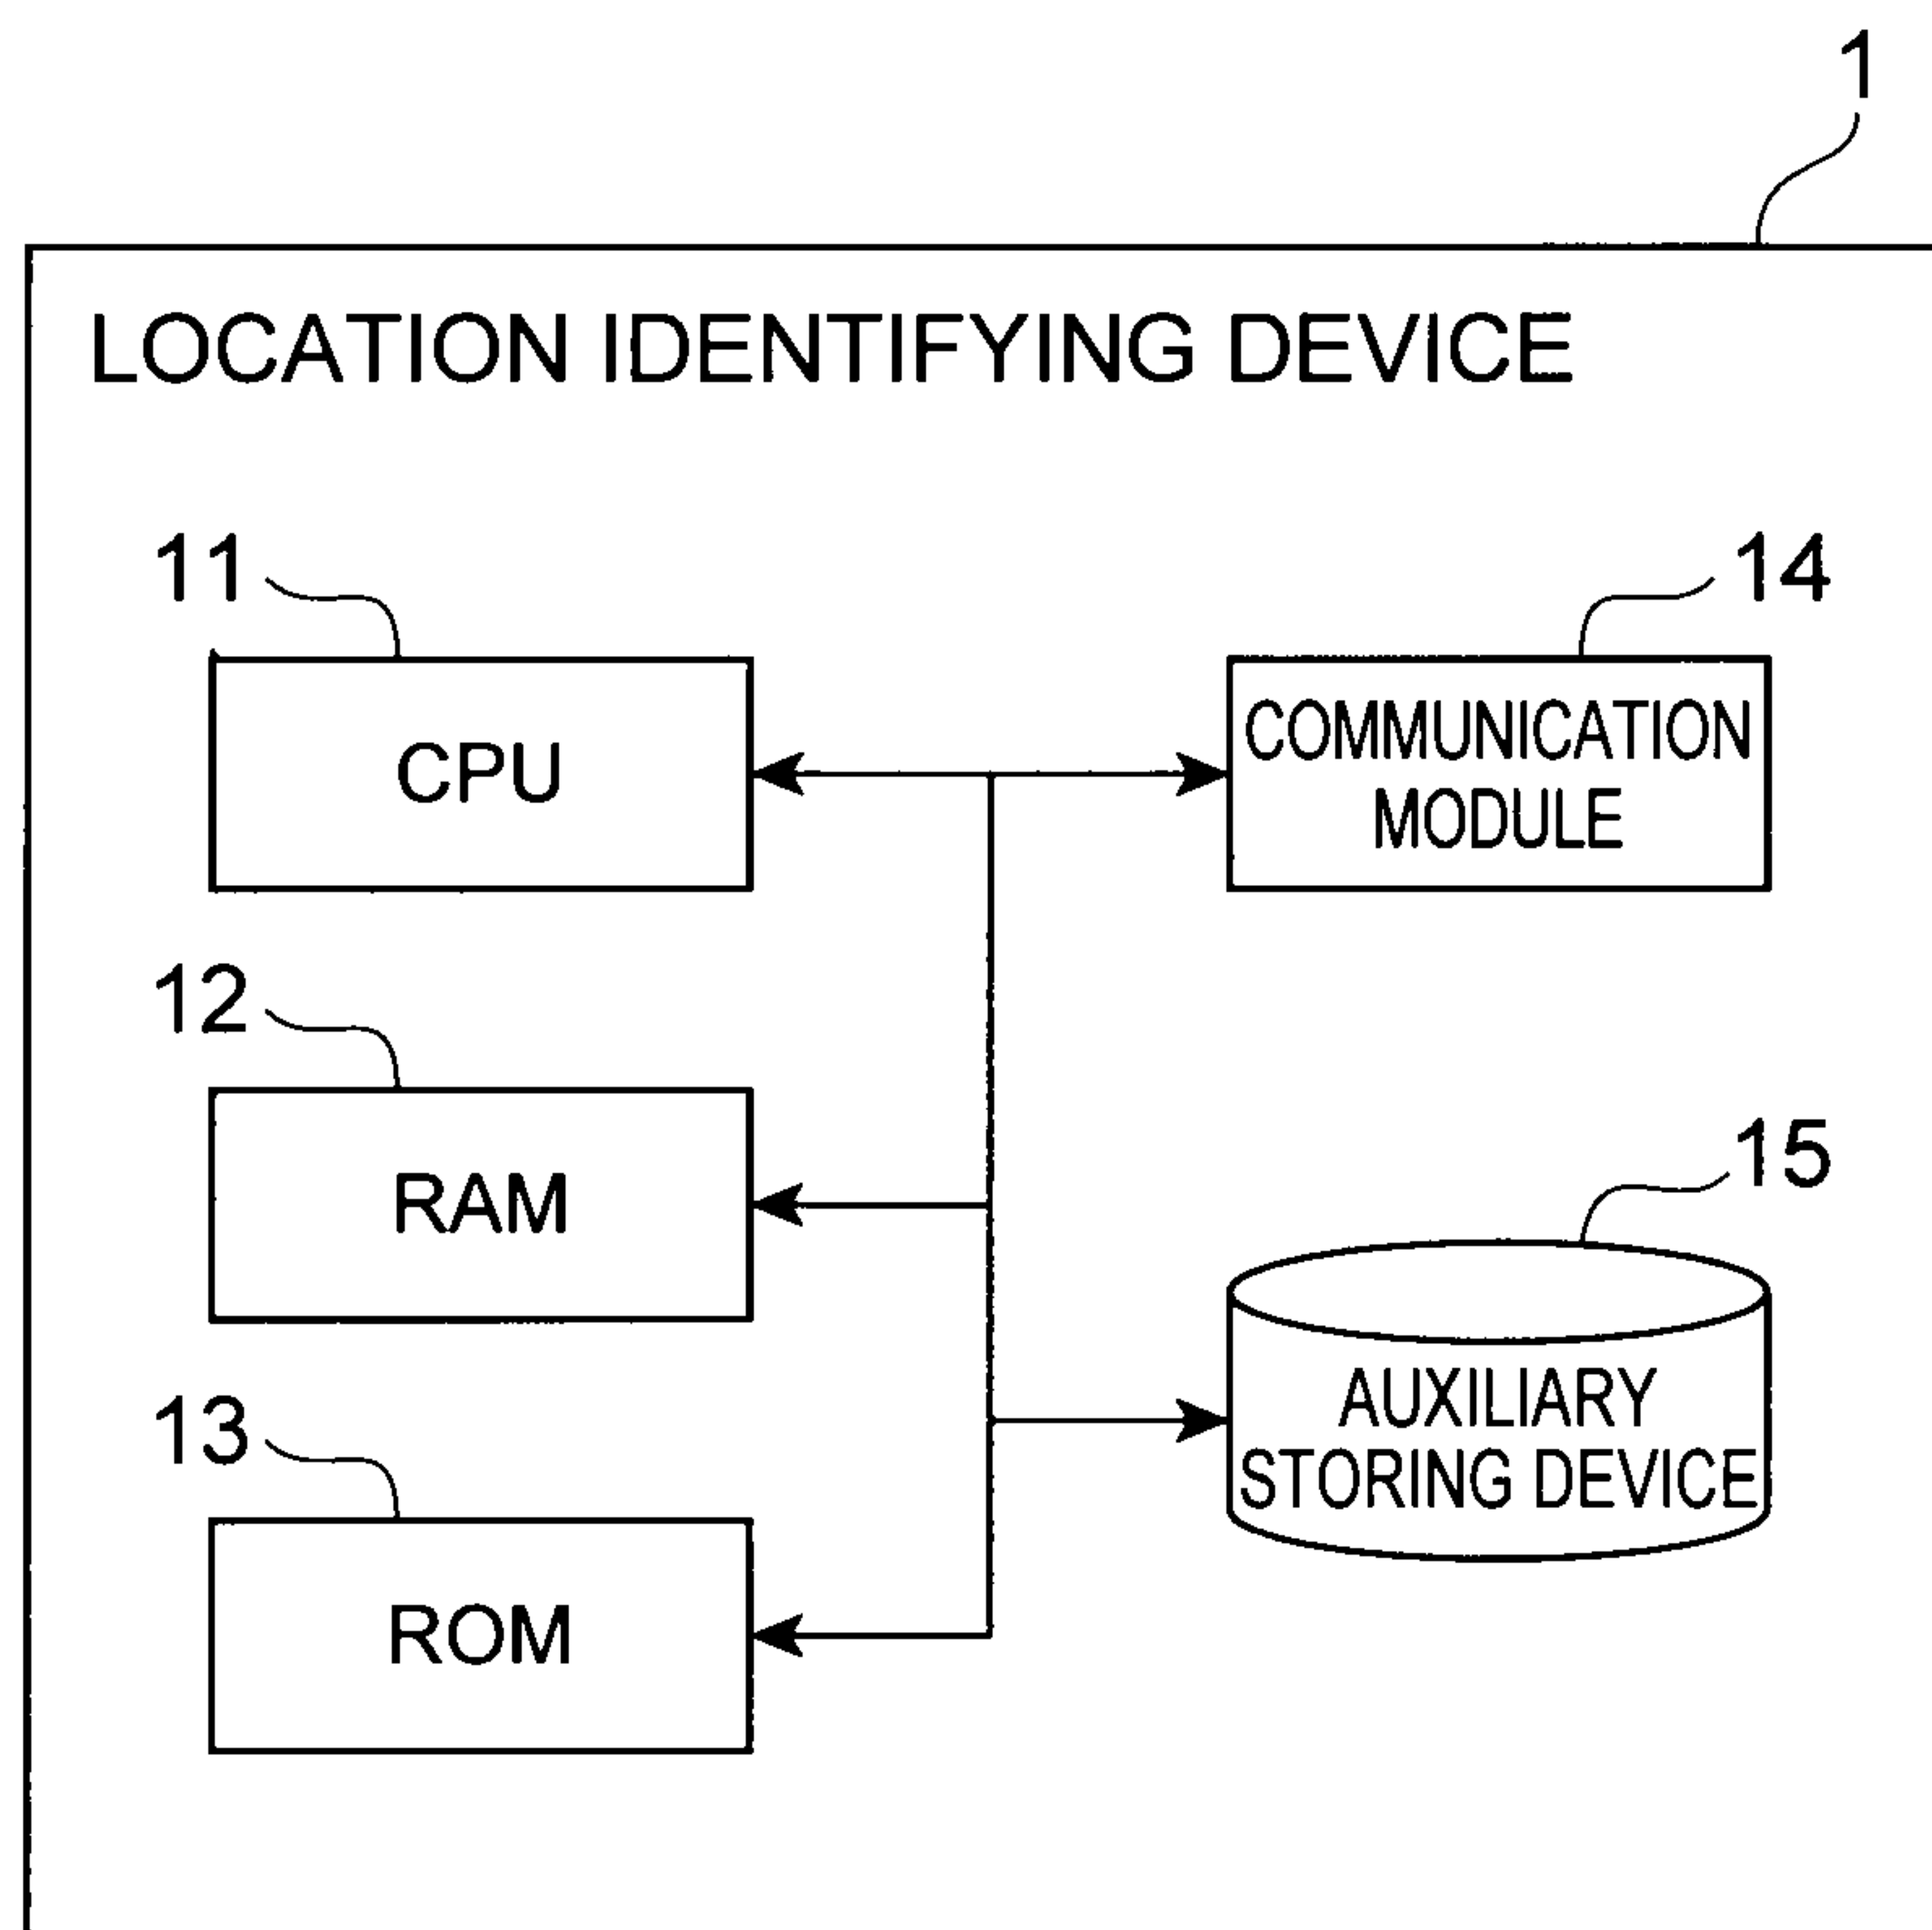 1
LOCATION IDENTIFYING DEVICE
11
CPU
14
COMMUNICATION
MODULE
12
RAM
15
AUXILIARY
STORING DEVICE
13
ROM